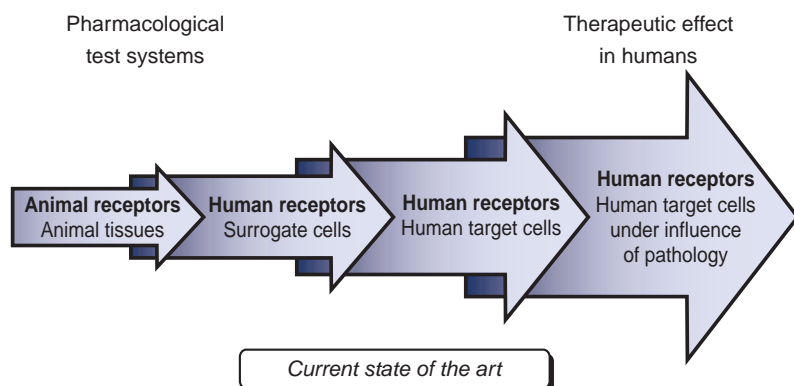 Pharmacological
test systems
Therapeutic effect
in humans
Animal receptors
Animal tissues
Human receptors
Surrogate cells
Human receptors
Human target cells
Human receptors
Human target cells
under influence
of pathology
Current state of the art